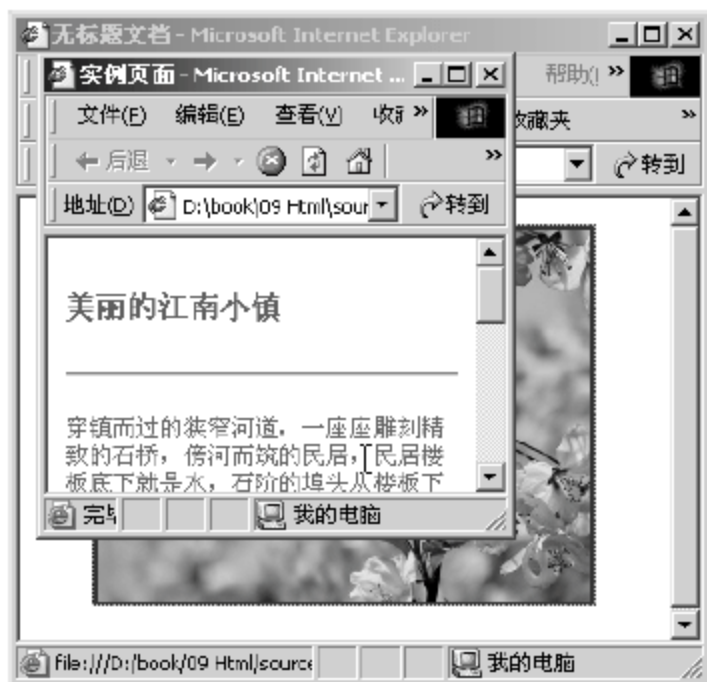 无标题文档 - Microsoft Internet Explorer
实例页面 - Microsoft Internet ...
帮助(
文件(F) 编辑(E) 查看(V) 收
收藏夹
后退
转到
地址(D) D:\book\09 Html\sour 转到
美丽的江南小镇
穿镇而过的狭窄河道，一座座雕刻精
致的石桥，傍河而筑的民居，民居楼
板底下就是水，石阶的埠头从楼板下
完毕 我的电脑
file:///D:/book/09 Html/source 我的电脑